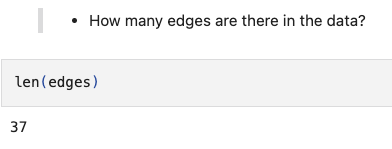 • How many edges are there in the data?
len(edges)
37